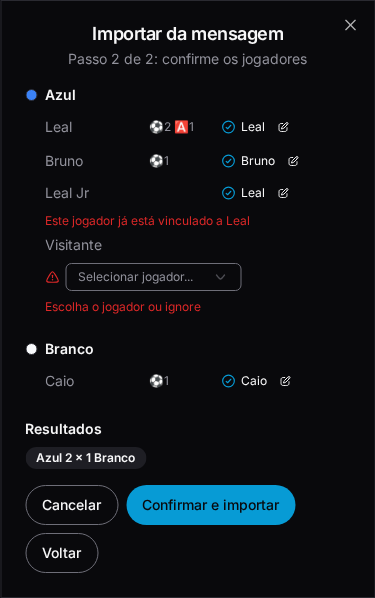 Importar da mensagem
Passo 2 de 2: confirme os jogadores
Azul
Leal ⚽2 🅰️1 Leal
Bruno ⚽1 Bruno
Leal Jr Leal
Este jogador já está vinculado a Leal
Visitante
Selecionar jogador...
Escolha o jogador ou ignore
Branco
Caio ⚽1 Caio
Resultados
Azul 2 × 1 Branco
Cancelar Confirmar e importar
Voltar